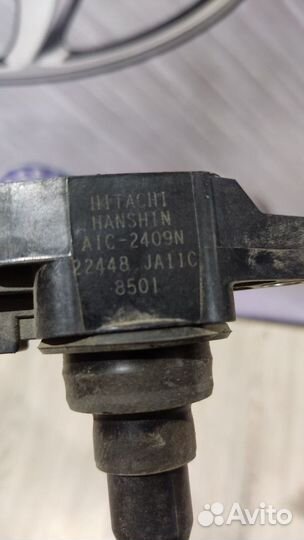 HITACHI
HANSHIN
AIC-2409N
22448 JA11C
8501
Avito